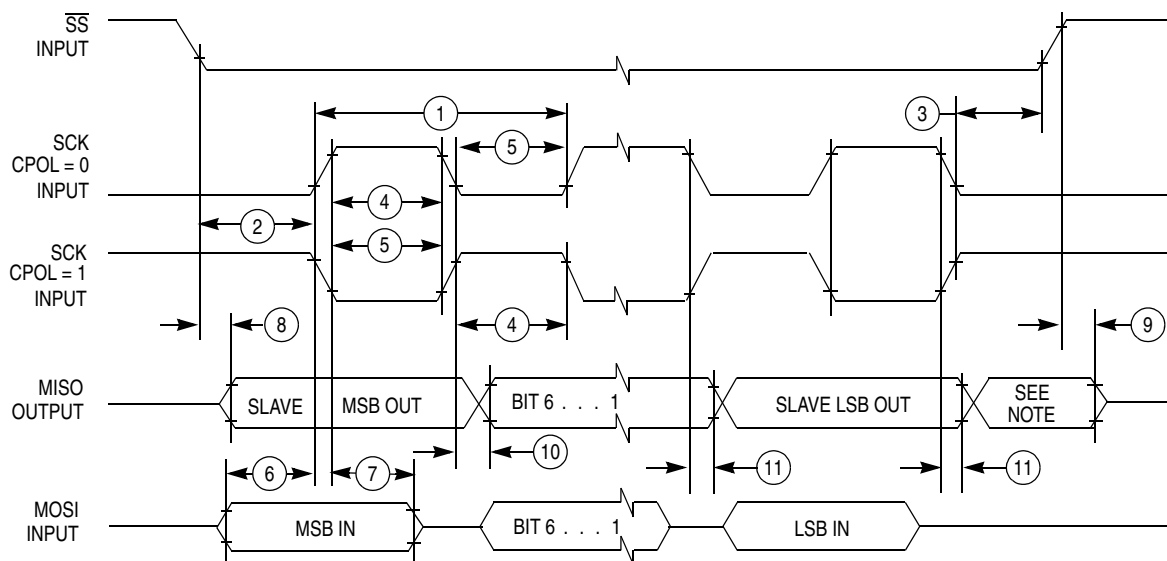 SS
INPUT
1
3
SCK
CPOL = 0
INPUT
5
4
2
5
SCK
CPOL = 1
INPUT
8
4
9
MISO
OUTPUT
SLAVE MSB OUT
BIT 6 . . . 1
SLAVE LSB OUT
SEE
NOTE
10
11
11
6
7
MOSI
INPUT
MSB IN
BIT 6 . . . 1
LSB IN